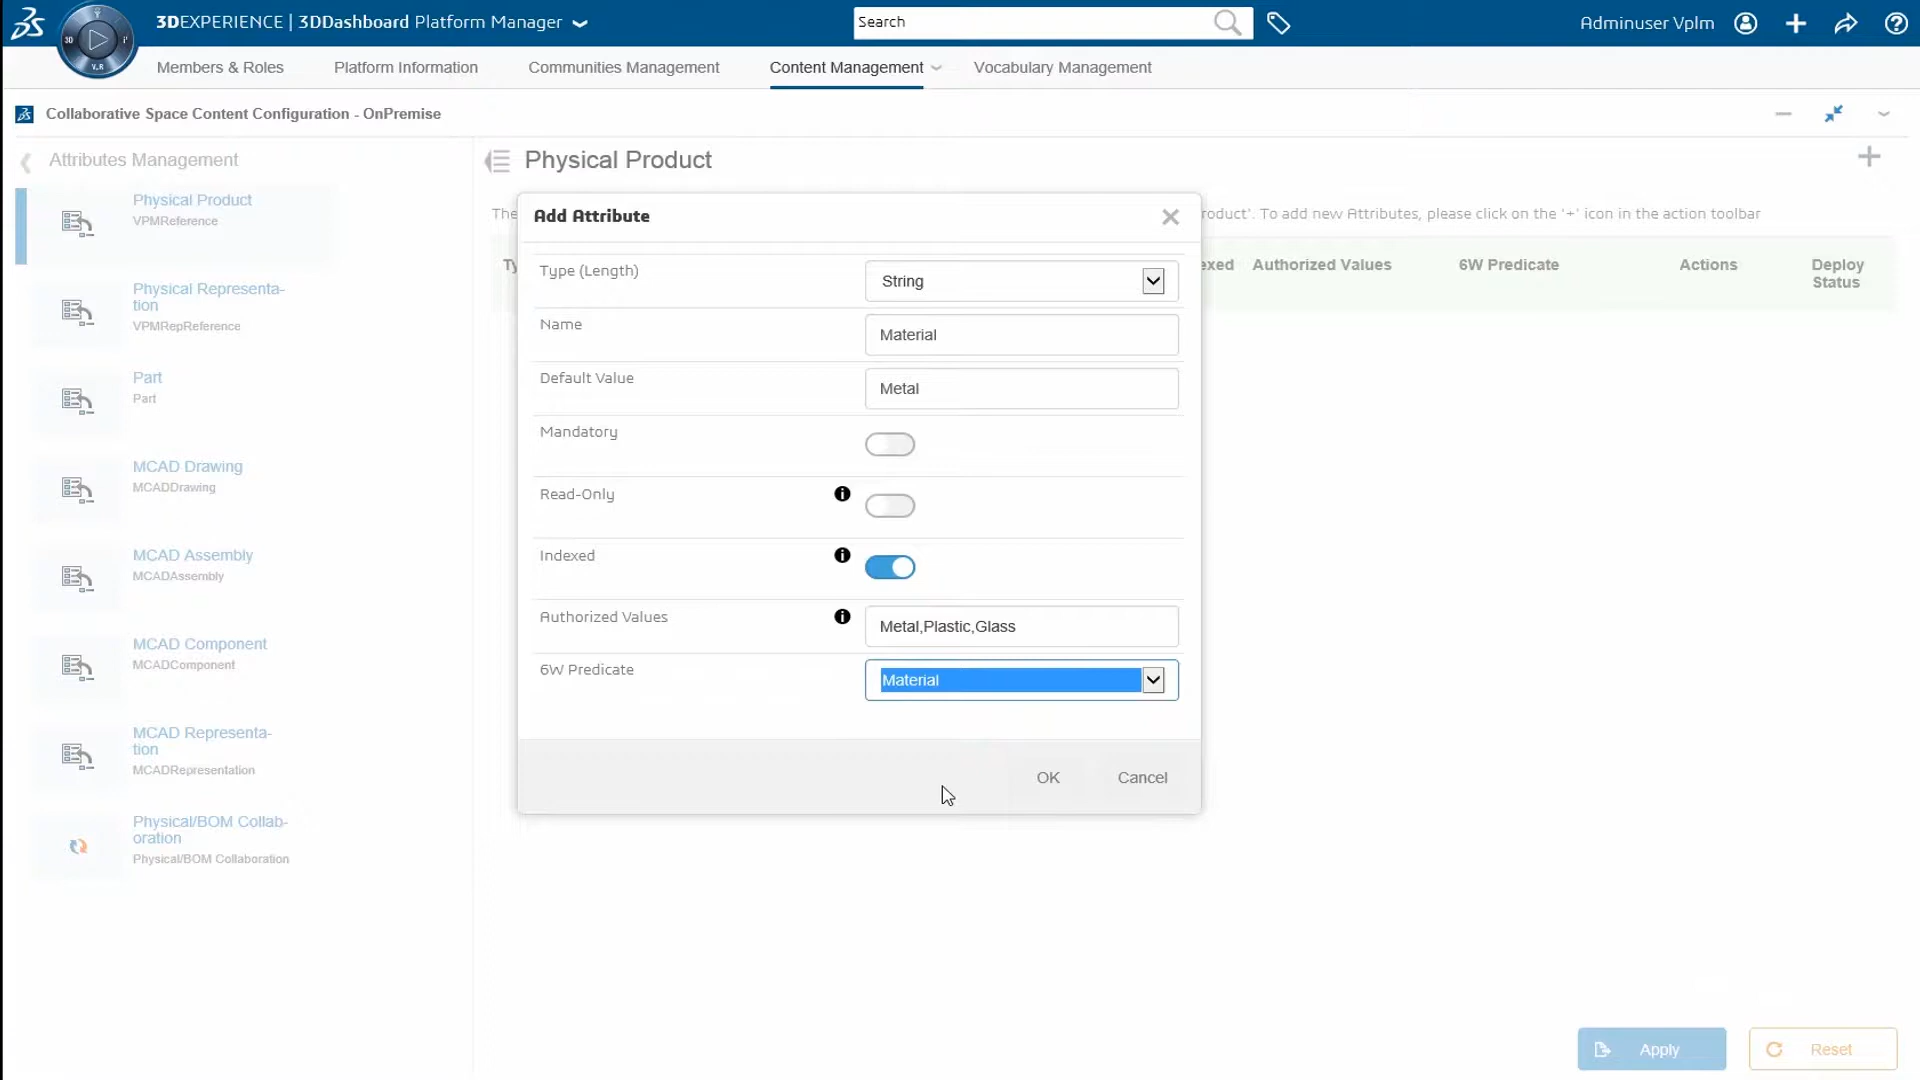 3DEXPERIENCE | 3DDashboard Platform Manager
Search
Adminuser Vplm
3D
i²
V.R
Members & Roles
Platform Information
Communities Management
Content Management
Vocabulary Management
Collaborative Space Content Configuration - OnPremise
Attributes Management
Physical Product
VPMReference
Physical Representa-
tion
VPMRepReference
Part
Part
MCAD Drawing
MCADDrawing
MCAD Assembly
MCADAssembly
MCAD Component
MCADComponent
MCAD Representa-
tion
MCADRepresentation
Physical/BOM Collab-
oration
Physical/BOM Collaboration
Physical Product
The
roduct'. To add new Attributes, please click on the '+' icon in the action toolbar
Ty
exed
Authorized Values
6W Predicate
Actions
Deploy
Status
Add Attribute
Type (Length)
String
Name
Material
Default Value
Metal
Mandatory
Read-Only
Indexed
Authorized Values
Metal,Plastic,Glass
6W Predicate
Material
OK
Cancel
Apply
Reset